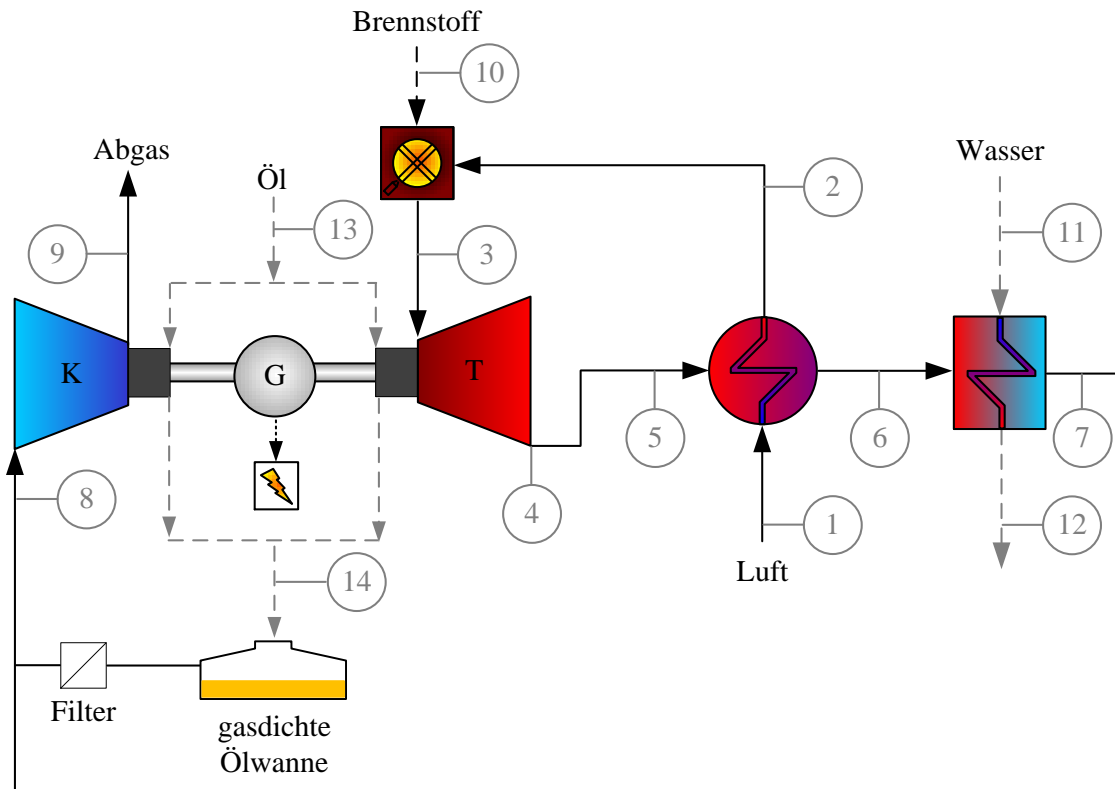 Brennstoff
10
Abgas
Öl
Wasser
2
13
11
9
3
K
G
T
5
6
7
8
4
1
12
Luft
14
Filter
gasdichte
Ölwanne